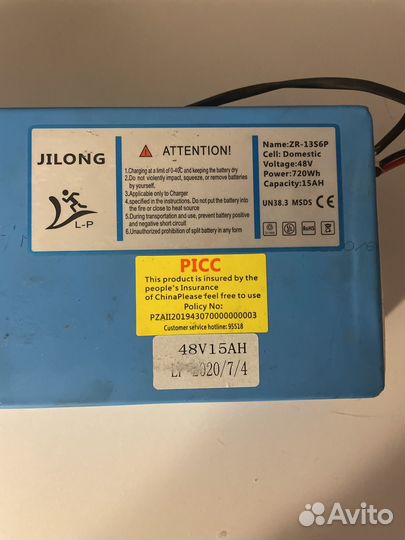 JILONG
L-P
ATTENTION!
1.Charging at a limit of 0-40C and keeping the battery dry
2.Do not violently impact, squeeze, or remove batteries
by yourself.
3.Applicable only to Charger
4.specified in the instructions. Do not put the battery into
the fire or close to heat source
5.During transportation and use, prevent battery positive
and negative short circuit
6.Unauthorized prohibition of split battery in any form
Name:ZR-13S6P
Cell: Domestic
Voltage:48V
Power:720Wh
Capacity:15AH
UN38.3 MSDS
PICC
This product is insured by the
people's Insurance
of ChinaPlease feel free to use
Policy No:
PZAII201943070000000003
Customer service hotline: 95518
48V15AH
2020/7/4
Avito